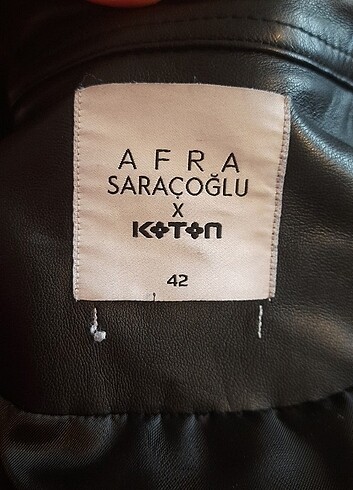 AFRA
SARAÇOĞLU
X
KOTON
42